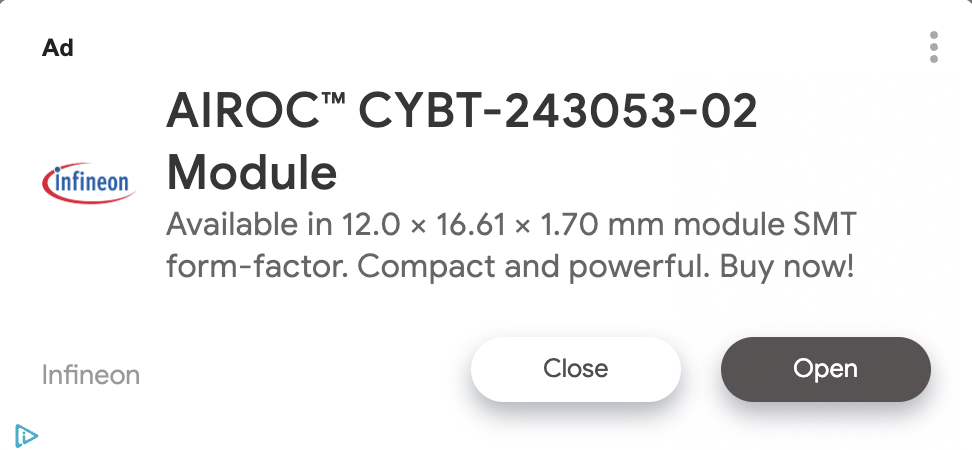 Ad
AIROC™ CYBT-243053-02
Module
infineon
Available in 12.0 × 16.61 × 1.70 mm module SMT
form-factor. Compact and powerful. Buy now!
Infineon
Close
Open